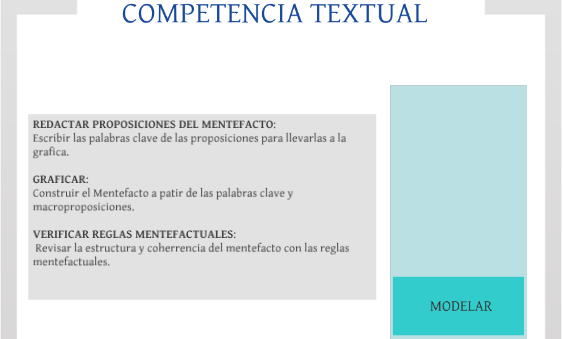 COMPETENCIA TEXTUAL
REDACTAR PROPOSICIONES DEL MENTEFACTO:
Escribir las palabras clave de las proposiciones para llevarlas a la
grafica.
GRAFICAR:
Construir el Mentefacto a patir de las palabras clave y
macroproposiciones.
VERIFICAR REGLAS MENTEFACTUALES:
Revisar la estructura y coherrencia del mentefacto con las reglas
mentefactuales.
MODELAR